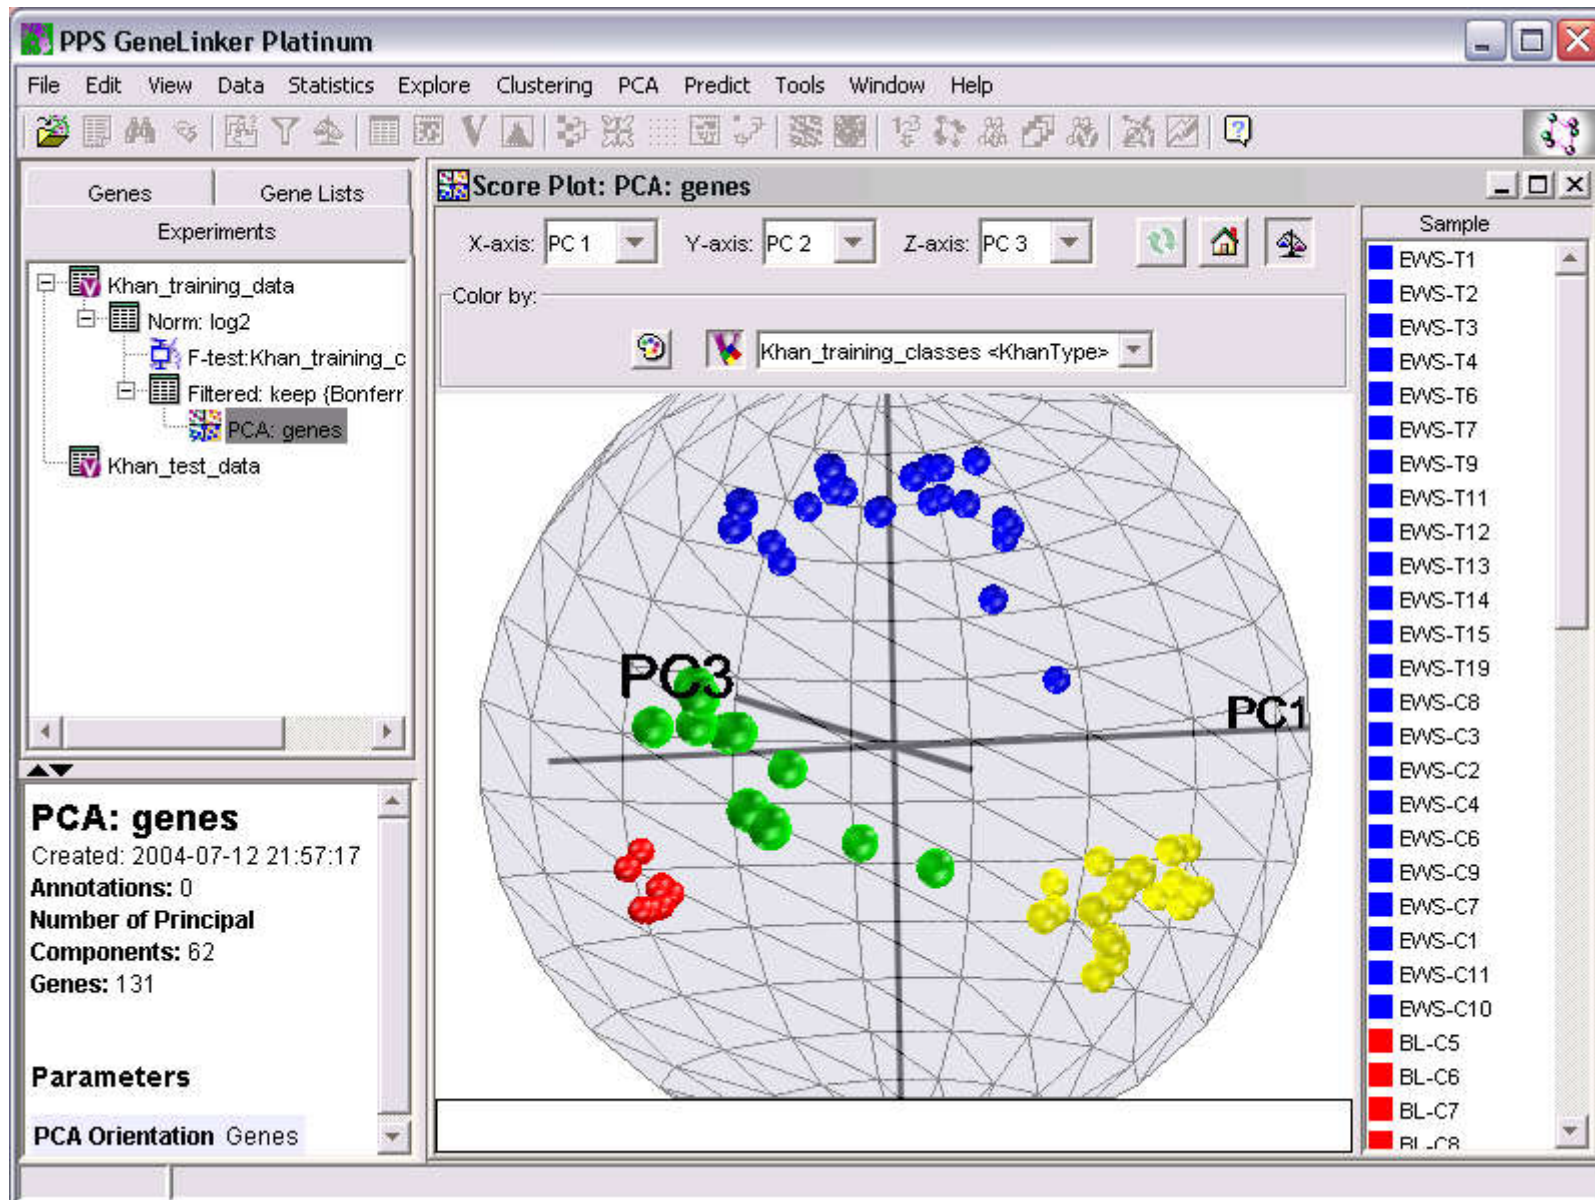 PPS GeneLinker Platinum
File Edit View Data Statistics Explore Clustering PCA Predict Tools Window Help
Genes Gene Lists
Experiments
Khan_training_data
Norm: log2
F-test:Khan_training_c
Filtered: keep {Bonferr
PCA: genes
Khan_test_data
PCA: genes
Created: 2004-07-12 21:57:17
Annotations: 0
Number of Principal
Components: 62
Genes: 131
Parameters
PCA Orientation Genes
Score Plot: PCA: genes
X-axis: PC 1 Y-axis: PC 2 Z-axis: PC 3
Color by:
Khan_training_classes <KhanType>
PC3
PC1
Sample
EWS-T1
EWS-T2
EWS-T3
EWS-T4
EWS-T6
EWS-T7
EWS-T9
EWS-T11
EWS-T12
EWS-T13
EWS-T14
EWS-T15
EWS-T19
EWS-C8
EWS-C3
EWS-C2
EWS-C4
EWS-C6
EWS-C9
EWS-C7
EWS-C1
EWS-C11
EWS-C10
BL-C5
BL-C6
BL-C7
BL-C8